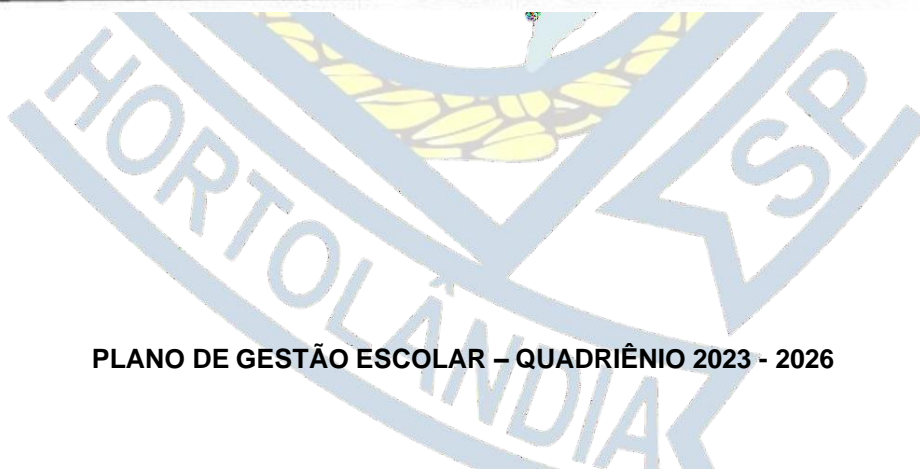 HORTOLÂNDIA SP
PLANO DE GESTÃO ESCOLAR – QUADRIÊNIO 2023 - 2026